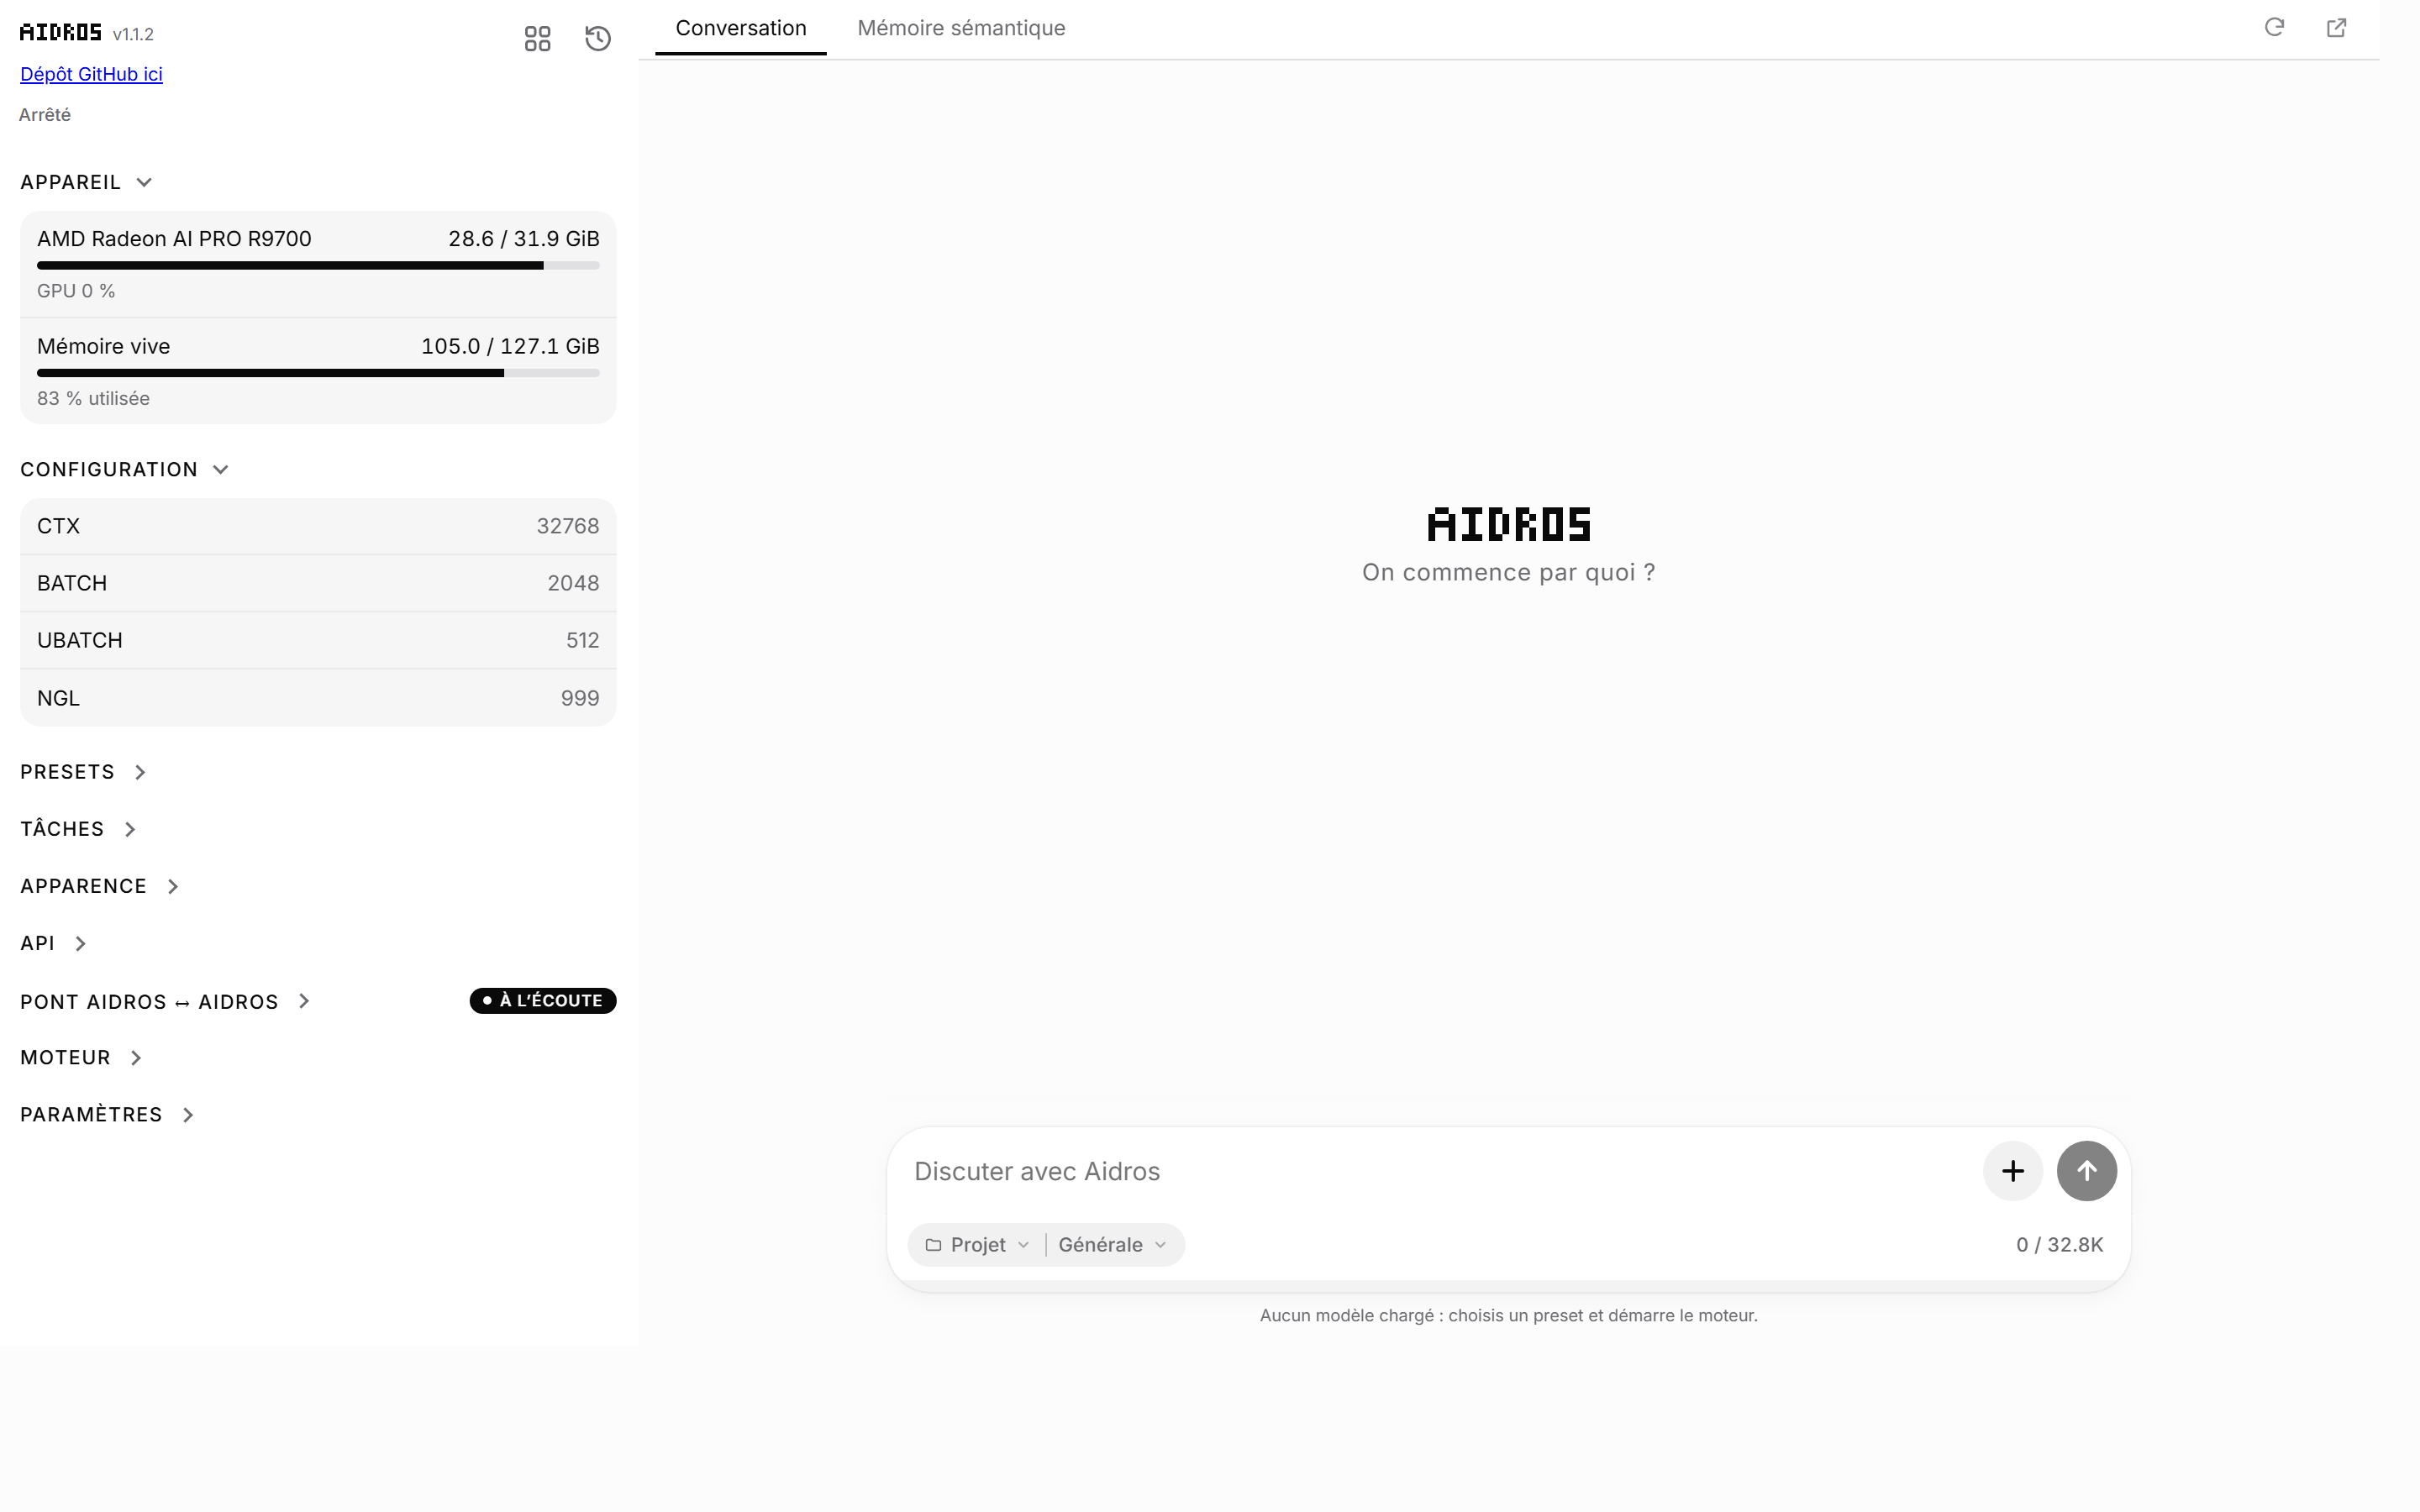 AIDROS v1.1.2
Dépôt GitHub ici
Arrêté
APPAREIL
AMD Radeon AI PRO R9700 28.6 / 31.9 GiB
GPU 0 %
Mémoire vive 105.0 / 127.1 GiB
83 % utilisée
CONFIGURATION
CTX 32768
BATCH 2048
UBATCH 512
NGL 999
PRESETS
TÂCHES
APPARENCE
API
PONT AIDROS ↔ AIDROS À L’ÉCOUTE
MOTEUR
PARAMÈTRES
Conversation Mémoire sémantique
AIDROS
On commence par quoi ?
Discuter avec Aidros
Projet Générale 0 / 32.8K
Aucun modèle chargé : choisis un preset et démarre le moteur.